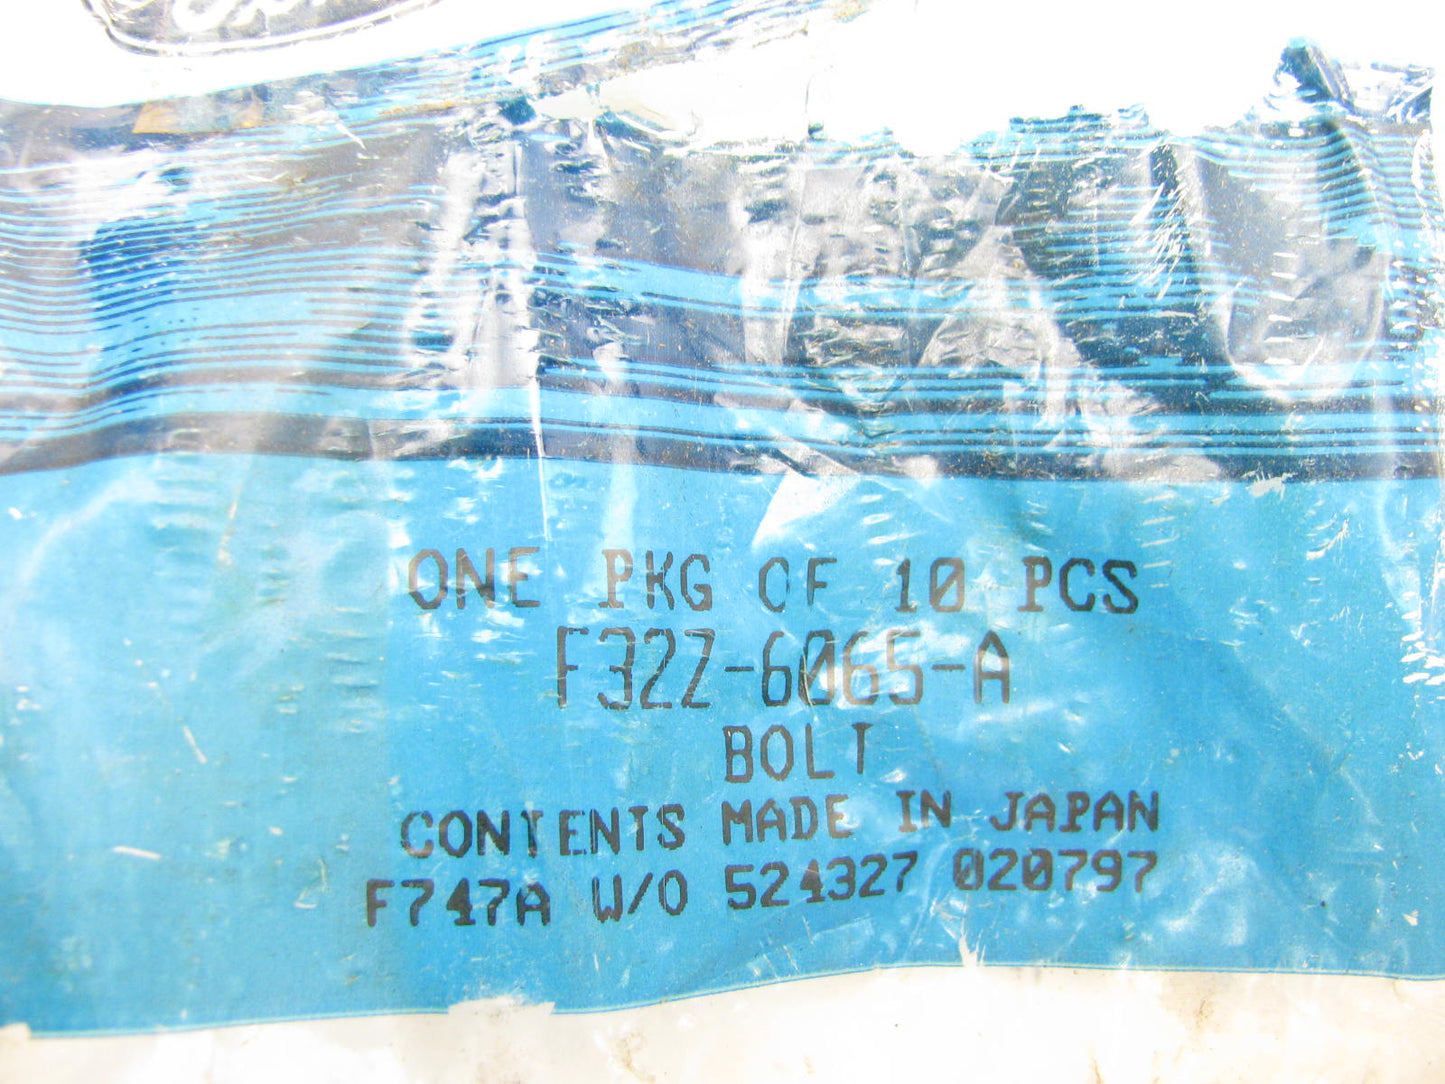 ONE PKG OF 10 PCS
F32Z-6065-A
BOLT
CONTENTS MADE IN JAPAN
F747A W/O 524327 020797